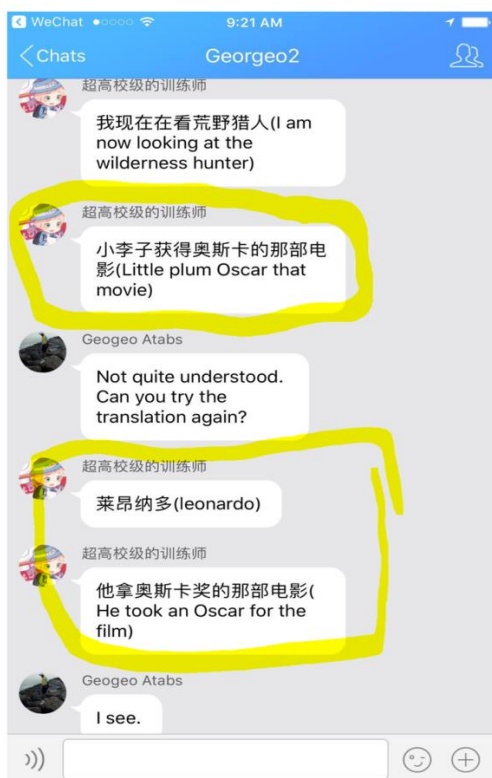 WeChat
9:21 AM
Chats
Georgeo2
超高校级的训练师
我现在在看荒野猎人(I am
now looking at the
wilderness hunter)
超高校级的训练师
小李子获得奥斯卡的那部电
影(Little plum Oscar that
movie)
Geogeo Atabs
Not quite understood.
Can you try the
translation again?
超高校级的训练师
莱昂纳多(leonardo)
超高校级的训练师
他拿奥斯卡奖的那部电影(
He took an Oscar for the
film)
Geogeo Atabs
I see.